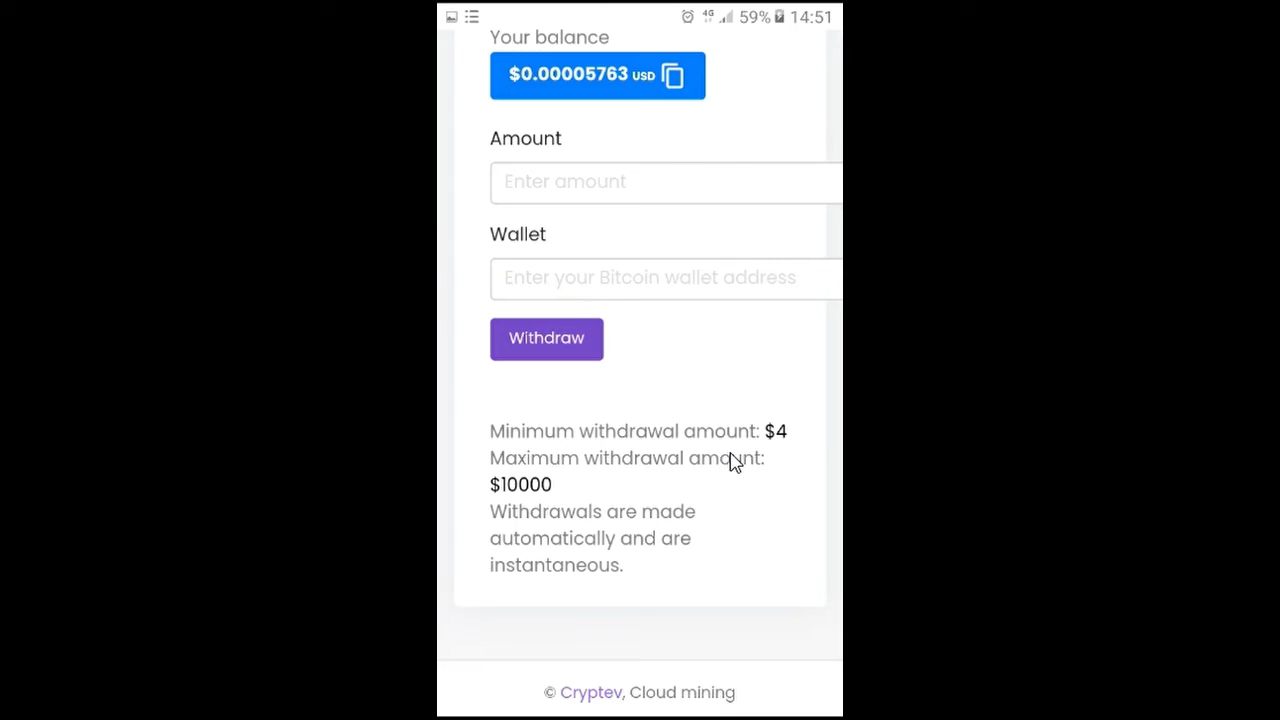 4G 59% 14:51
Your balance
$0.00005763 USD
Amount
Enter amount
Wallet
Enter your Bitcoin wallet address
Withdraw
Minimum withdrawal amount: $4
Maximum withdrawal amount:
$10000
Withdrawals are made
automatically and are
instantaneous.
© Cryptev, Cloud mining